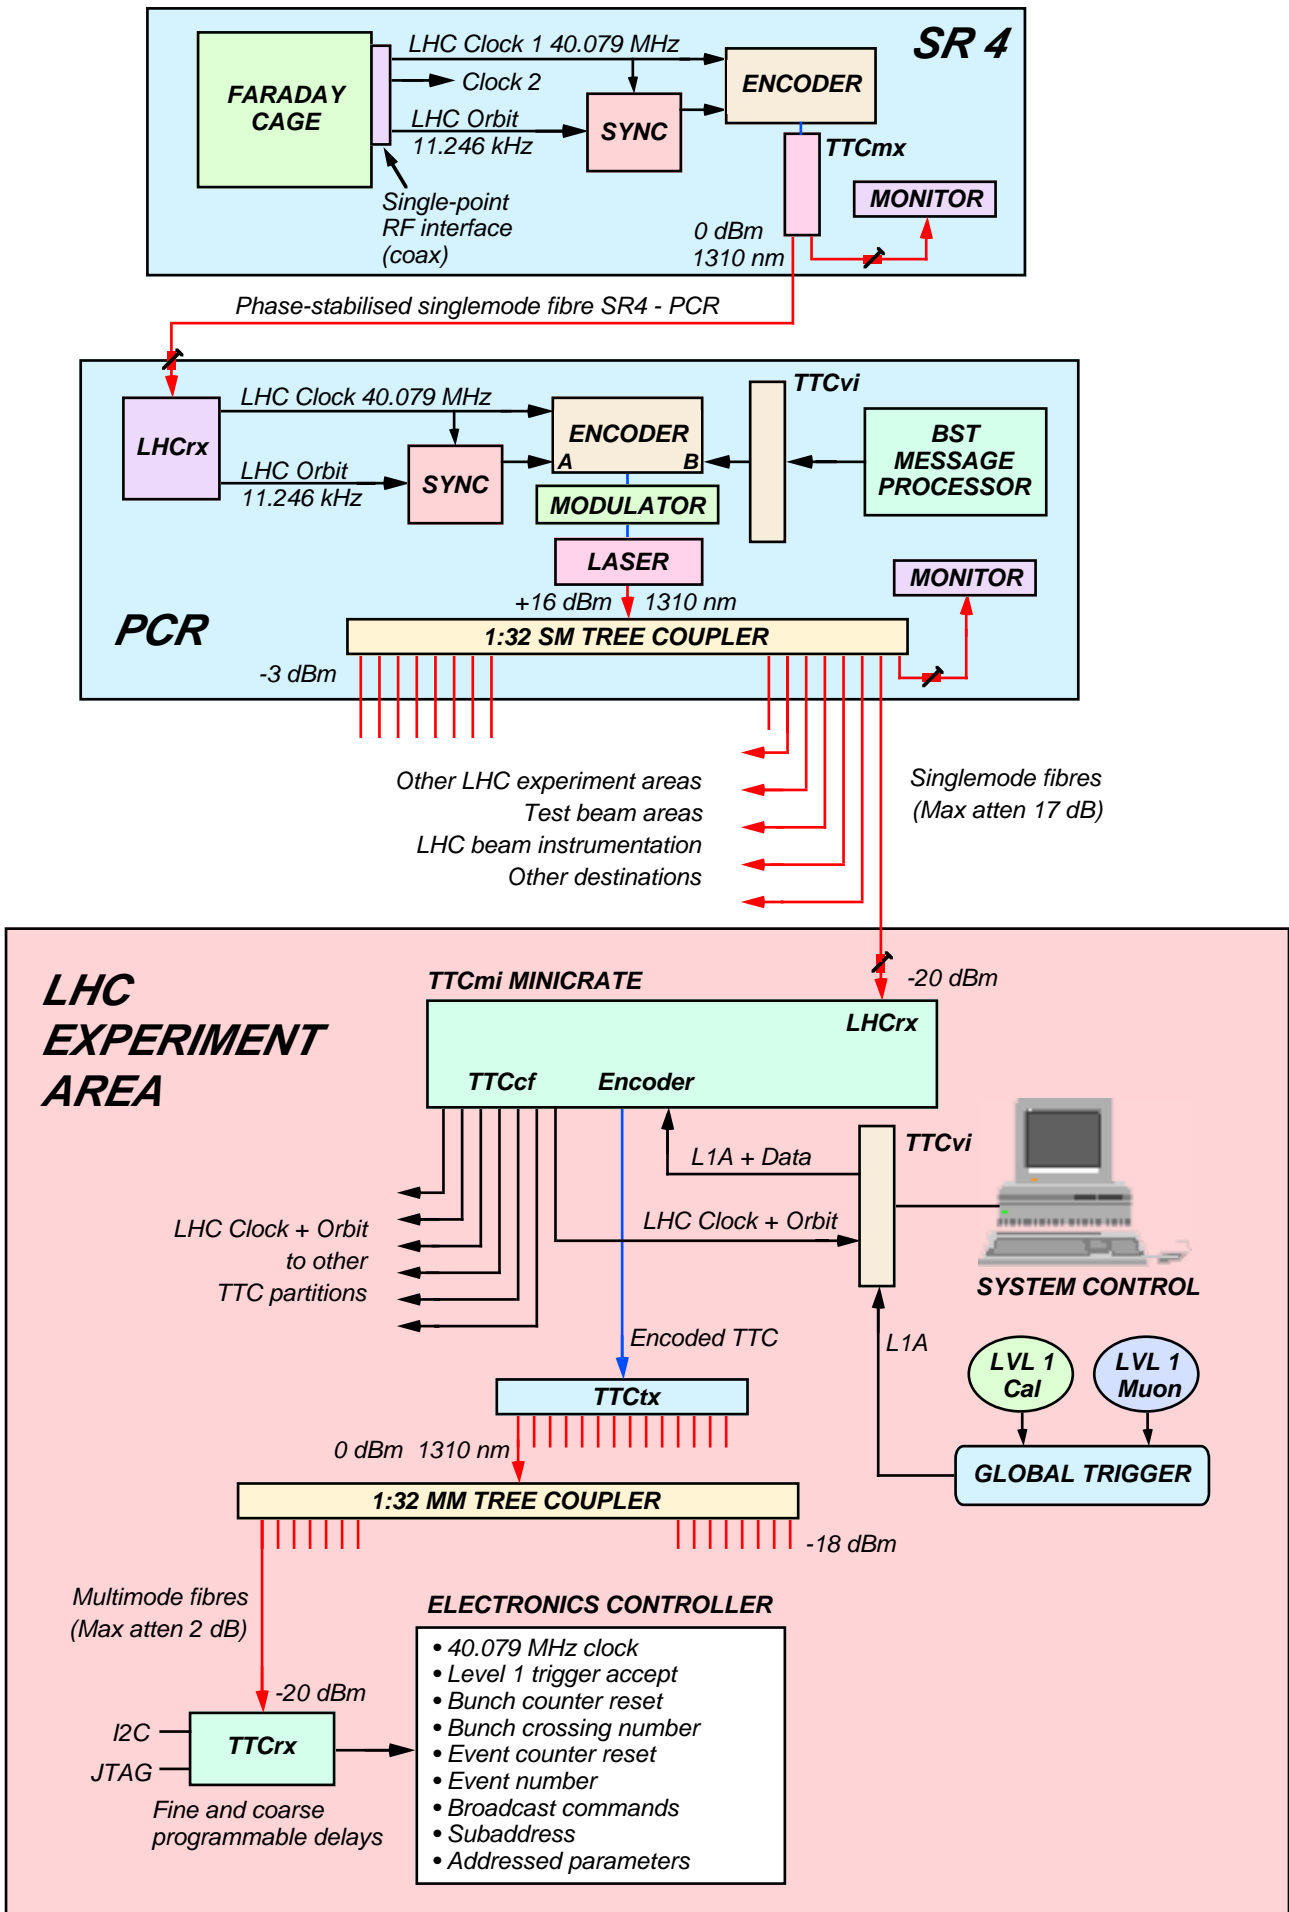 SR 4
LHC Clock 1 40.079 MHz
Clock 2
FARADAY
CAGE
ENCODER
LHC Orbit
11.246 kHz
SYNC
TTCmx
Single-point
RF interface
(coax)
MONITOR
0 dBm
1310 nm
Phase-stabilised singlemode fibre SR4 - PCR
TTCvi
LHC Clock 40.079 MHz
LHCrx
ENCODER
A
B
BST
MESSAGE
PROCESSOR
LHC Orbit
11.246 kHz
SYNC
MODULATOR
LASER
MONITOR
+16 dBm
1310 nm
PCR
1:32 SM TREE COUPLER
-3 dBm
Other LHC experiment areas
Test beam areas
LHC beam instrumentation
Other destinations
Singlemode fibres
(Max atten 17 dB)
LHC
EXPERIMENT
AREA
TTCmi MINICRATE
-20 dBm
LHCrx
TTCcf
Encoder
TTCvi
L1A + Data
LHC Clock + Orbit
LHC Clock + Orbit
to other
TTC partitions
SYSTEM CONTROL
Encoded TTC
L1A
LVL 1
Cal
LVL 1
Muon
TTCtx
0 dBm 1310 nm
GLOBAL TRIGGER
1:32 MM TREE COUPLER
-18 dBm
Multimode fibres
(Max atten 2 dB)
ELECTRONICS CONTROLLER
• 40.079 MHz clock
• Level 1 trigger accept
• Bunch counter reset
• Bunch crossing number
• Event counter reset
• Event number
• Broadcast commands
• Subaddress
• Addressed parameters
-20 dBm
I2C
JTAG
TTCrx
Fine and coarse
programmable delays